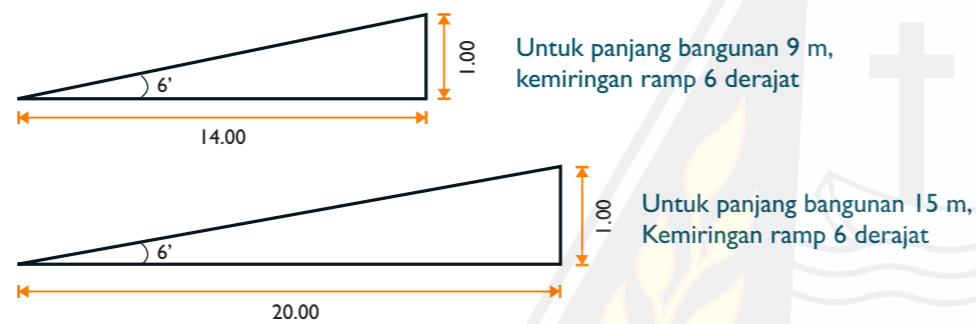 1.00
Untuk panjang bangunan 9 m,
kemiringan ramp 6 derajat
6'
14.00
1.00
Untuk panjang bangunan 15 m,
Kemiringan ramp 6 derajat
6'
20.00